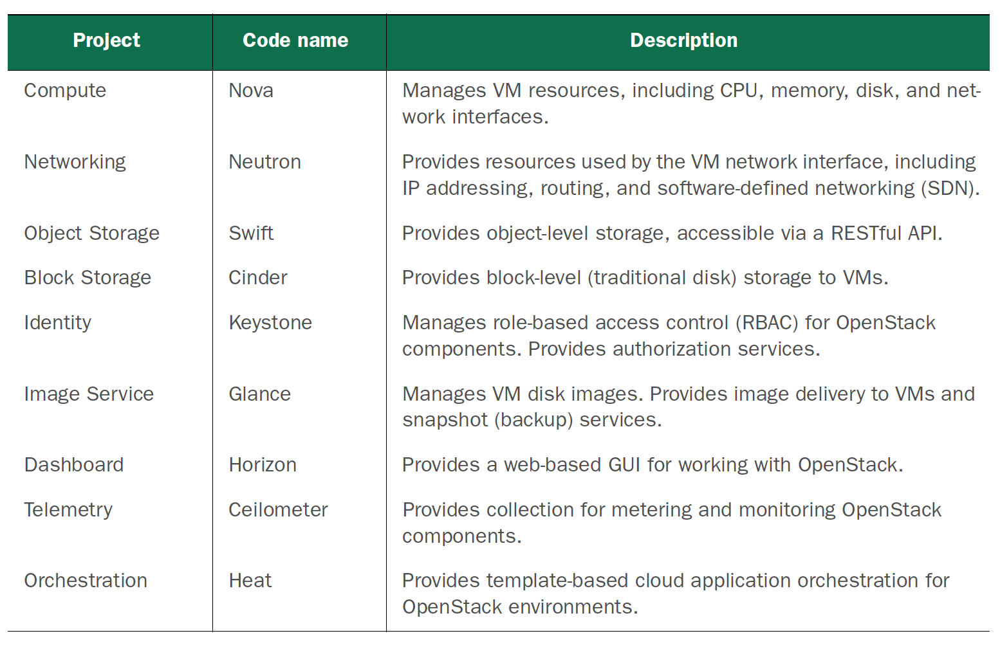 Project Code name Description
Compute Nova Manages VM resources, including CPU, memory, disk, and net-
work interfaces.
Networking Neutron Provides resources used by the VM network interface, including
IP addressing, routing, and software-defined networking (SDN).
Object Storage Swift Provides object-level storage, accessible via a RESTful API.
Block Storage Cinder Provides block-level (traditional disk) storage to VMs.
Identity Keystone Manages role-based access control (RBAC) for OpenStack
components. Provides authorization services.
Image Service Glance Manages VM disk images. Provides image delivery to VMs and
snapshot (backup) services.
Dashboard Horizon Provides a web-based GUI for working with OpenStack.
Telemetry Ceilometer Provides collection for metering and monitoring OpenStack
components.
Orchestration Heat Provides template-based cloud application orchestration for
OpenStack environments.